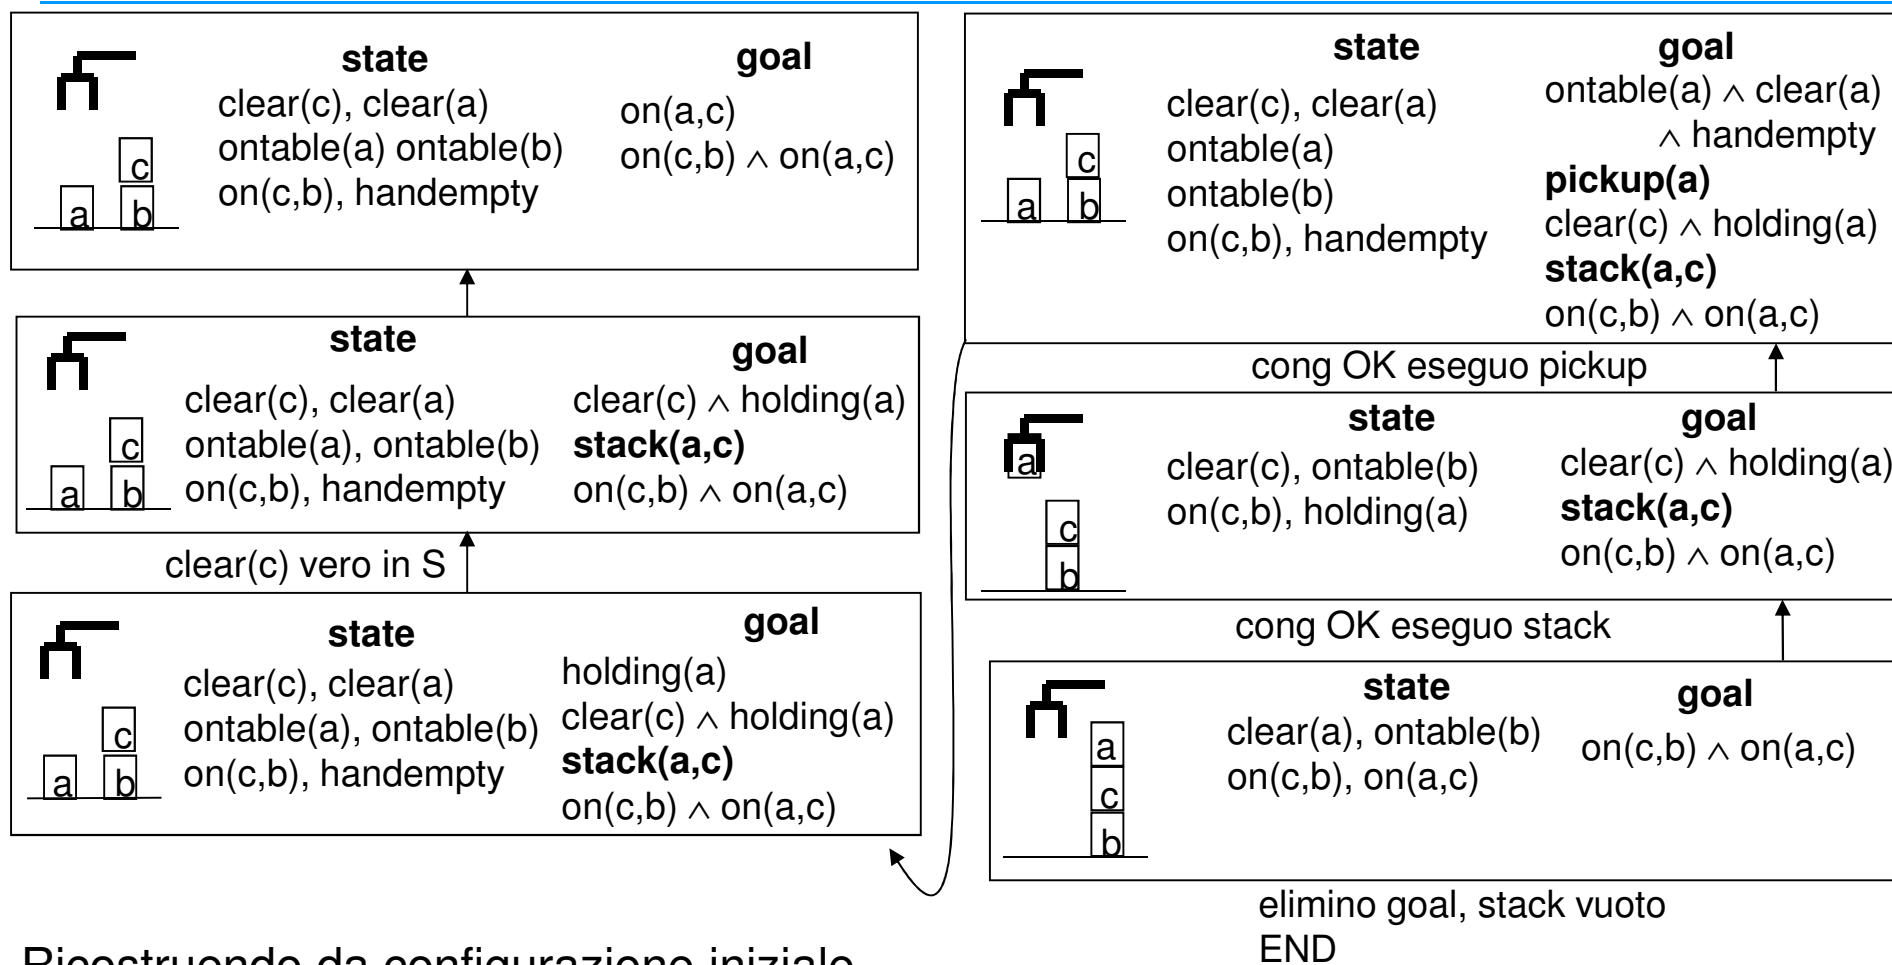 state
goal
clear(c), clear(a)
ontable(a) ontable(b)
on(c,b), handempty
on(a,c)
on(c,b) ∧ on(a,c)
c
a b
state
goal
clear(c), clear(a)
ontable(a), ontable(b)
on(c,b), handempty
clear(c) ∧ holding(a)
stack(a,c)
on(c,b) ∧ on(a,c)
c
a b
clear(c) vero in S
state
goal
clear(c), clear(a)
ontable(a), ontable(b)
on(c,b), handempty
holding(a)
clear(c) ∧ holding(a)
stack(a,c)
on(c,b) ∧ on(a,c)
c
a b
state
goal
clear(c), clear(a)
ontable(a)
ontable(b)
on(c,b), handempty
ontable(a) ∧ clear(a)
∧ handempty
pickup(a)
clear(c) ∧ holding(a)
stack(a,c)
on(c,b) ∧ on(a,c)
c
a b
cong OK eseguo pickup
state
goal
clear(c), ontable(b)
on(c,b), holding(a)
clear(c) ∧ holding(a)
stack(a,c)
on(c,b) ∧ on(a,c)
a
c
b
cong OK eseguo stack
state
goal
clear(a), ontable(b)
on(c,b), on(a,c)
on(c,b) ∧ on(a,c)
a
c
b
elimino goal, stack vuoto
END
Ricostruendo da configurazione iniziale